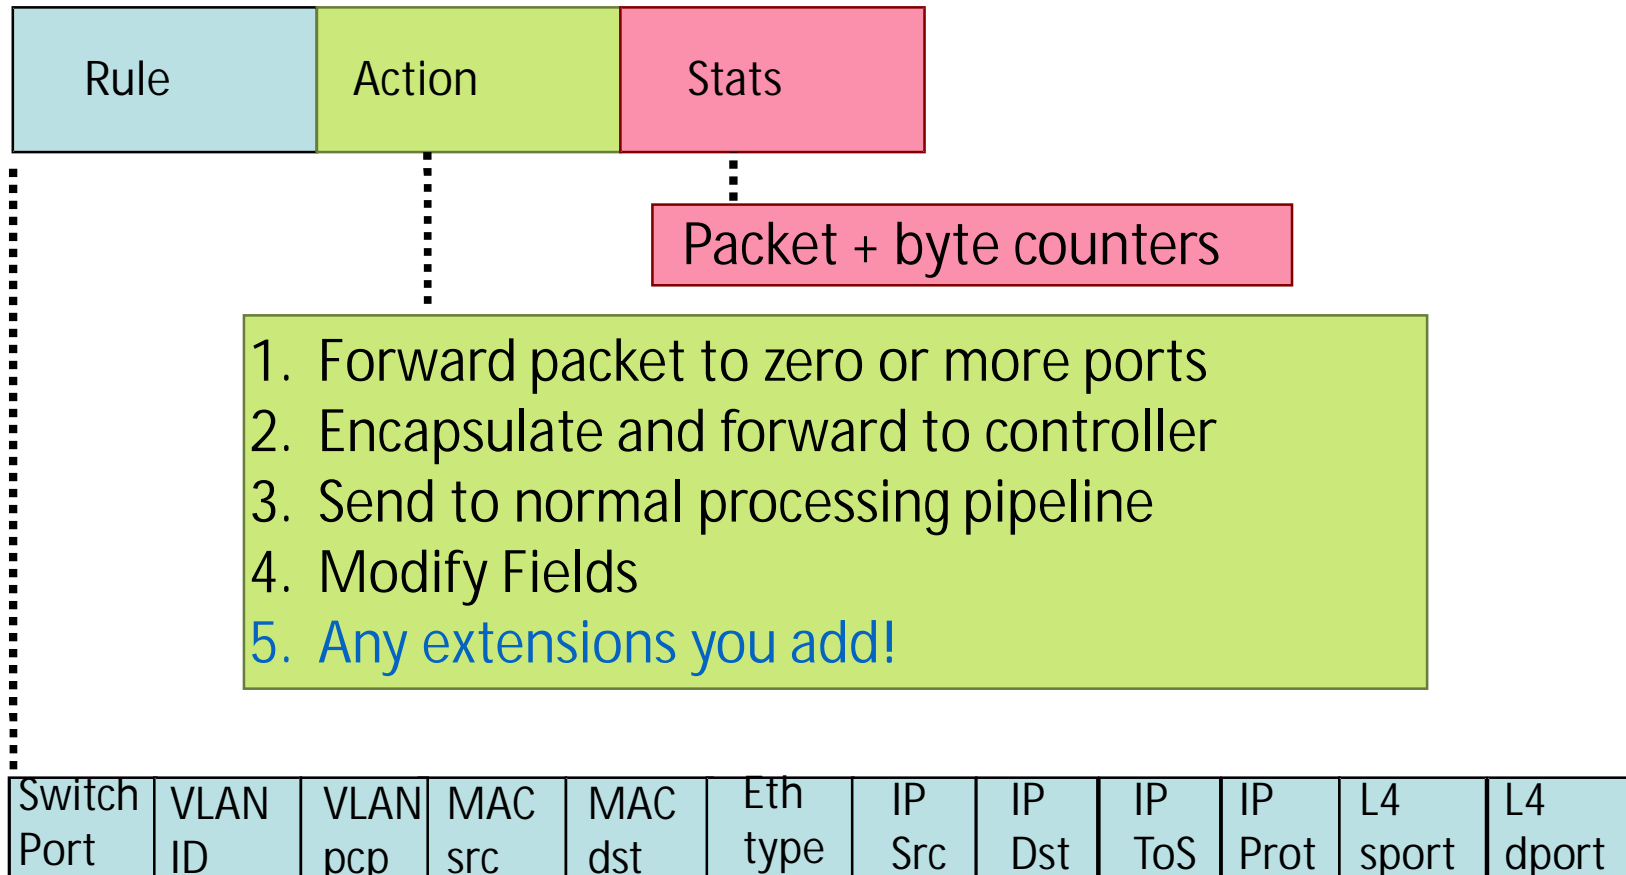 Rule Action Stats
Packet + byte counters
1. Forward packet to zero or more ports
2. Encapsulate and forward to controller
3. Send to normal processing pipeline
4. Modify Fields
5. Any extensions you add!
Switch Port
VLAN ID
VLAN pcp
MAC src
MAC dst
Eth type
IP Src
IP Dst
IP ToS
IP Prot
L4 sport
L4 dport